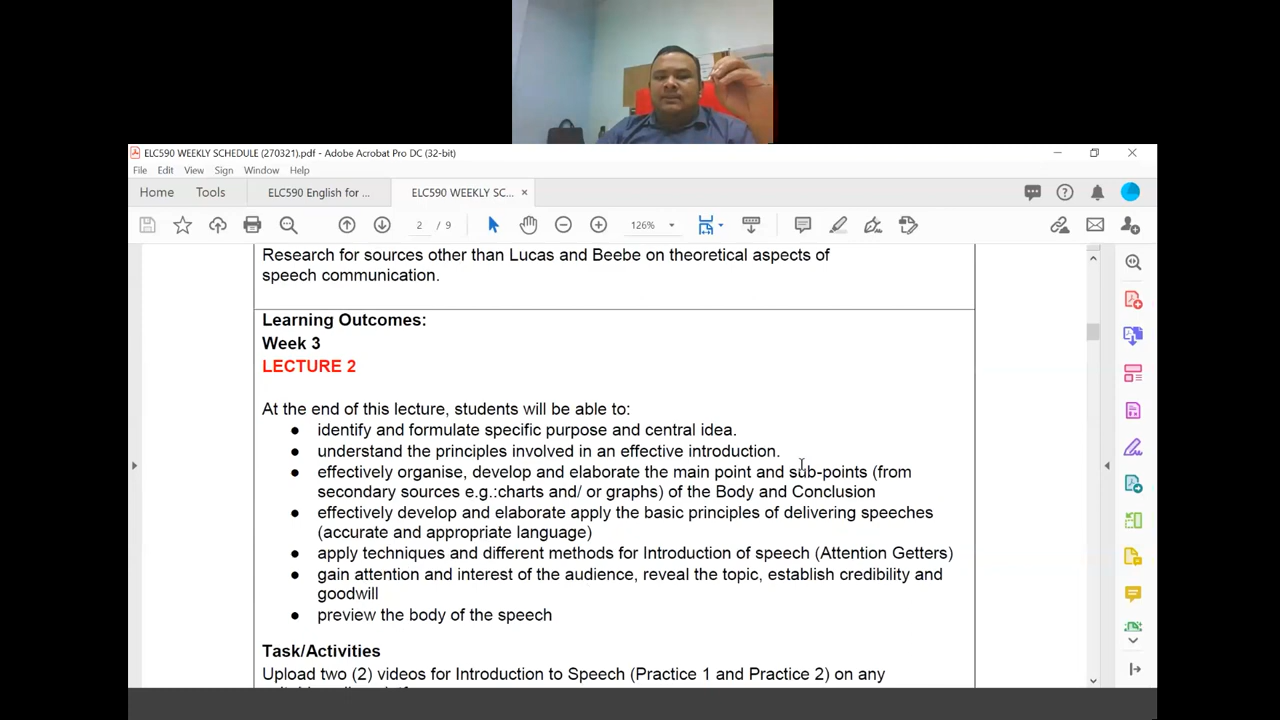 ELC590 WEEKLY SCHEDULE (270321).pdf - Adobe Acrobat Pro DC (32-bit)
File Edit View Sign Window Help
Home Tools ELC590 English for ... ELC590 WEEKLY SC... ×
2 / 9 126%
Research for sources other than Lucas and Beebe on theoretical aspects of
speech communication.
Learning Outcomes:
Week 3
LECTURE 2
At the end of this lecture, students will be able to:
● identify and formulate specific purpose and central idea.
● understand the principles involved in an effective introduction.
● effectively organise, develop and elaborate the main point and sub-points (from
secondary sources e.g.:charts and/ or graphs) of the Body and Conclusion
● effectively develop and elaborate apply the basic principles of delivering speeches
(accurate and appropriate language)
● apply techniques and different methods for Introduction of speech (Attention Getters)
● gain attention and interest of the audience, reveal the topic, establish credibility and
goodwill
● preview the body of the speech
Task/Activities
Upload two (2) videos for Introduction to Speech (Practice 1 and Practice 2) on any